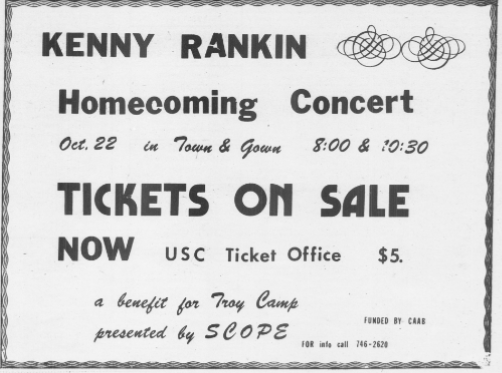 KENNY RANKIN
Homecoming Concert
Oct. 22 in Town & Gown 8:00 & 10:30
TICKETS ON SALE
NOW USC Ticket Office $5.
a benefit for Troy Camp
presented by SCOPE
FUNDED BY CAAB
FOR info call 746-2620